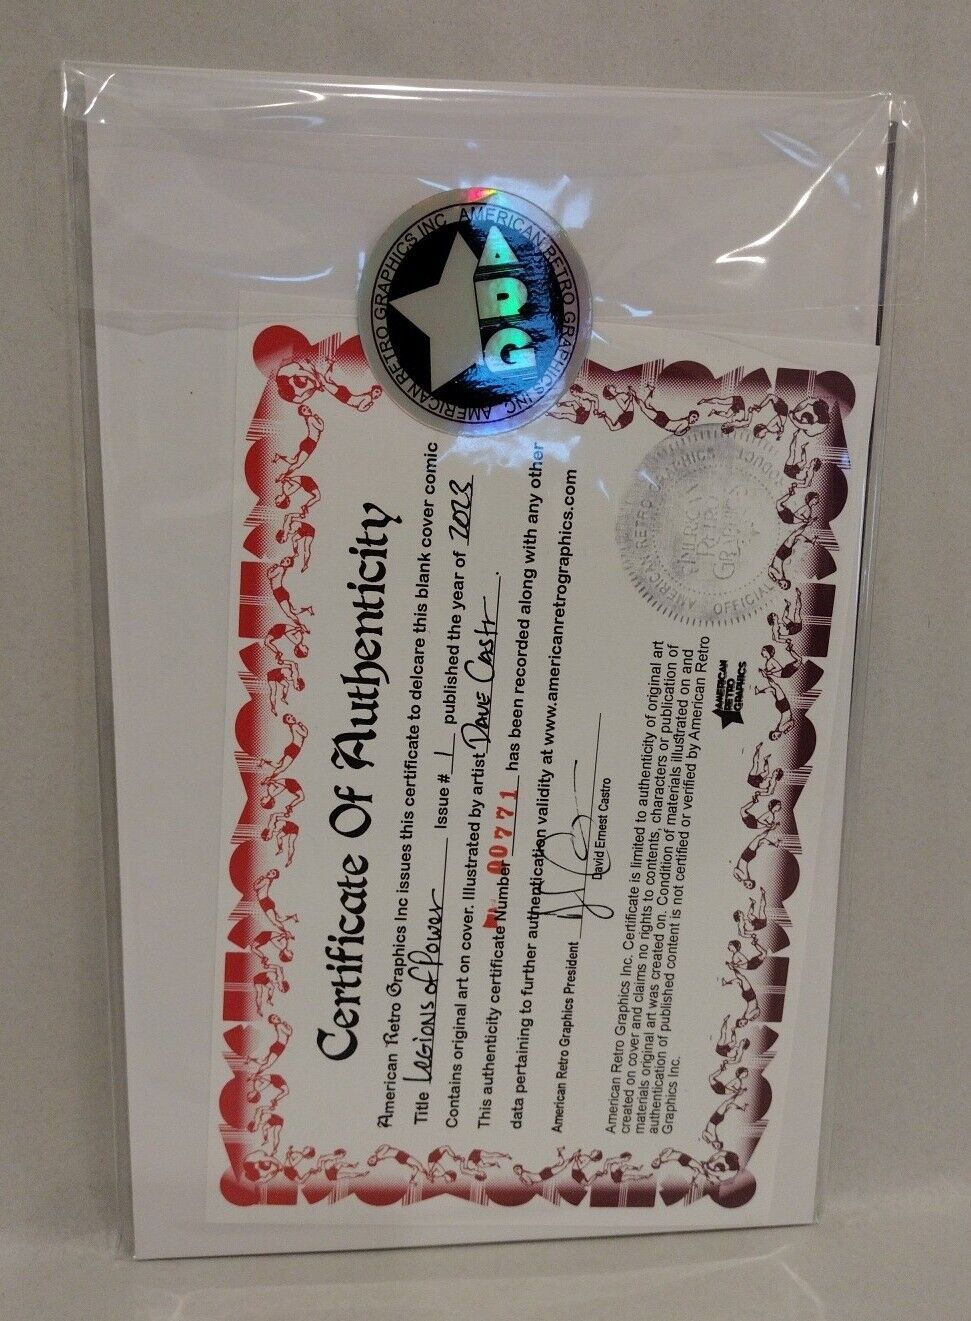 AMERICAN RETRO GRAPHICS INC. AMERICAN RETRO GRAPHICS INC.
ARG
Certificate Of Authenticity
American Retro Graphics Inc issues this certificate to delcare this blank cover comic
Title Legions of Power Issue # 1 published the year of 2023
Contains original art on cover. Illustrated by artist Dave Castr.
This authenticity certificate Number 00771 has been recorded along with any other
data pertaining to further authentication validity at www.americanretrographics.com
American Retro Graphics President
David Ernest Castro
American Retro Graphics Inc. Certificate is limited to authenticity of original art
created on cover and claims no rights to contents, characters or publication of
materials original art was created on. Condition of materials illustrated on and
authentication of published content is not certified or verified by American Retro
Graphics Inc.
AMERICAN
RETRO
GRAPHICS
OFFICIAL